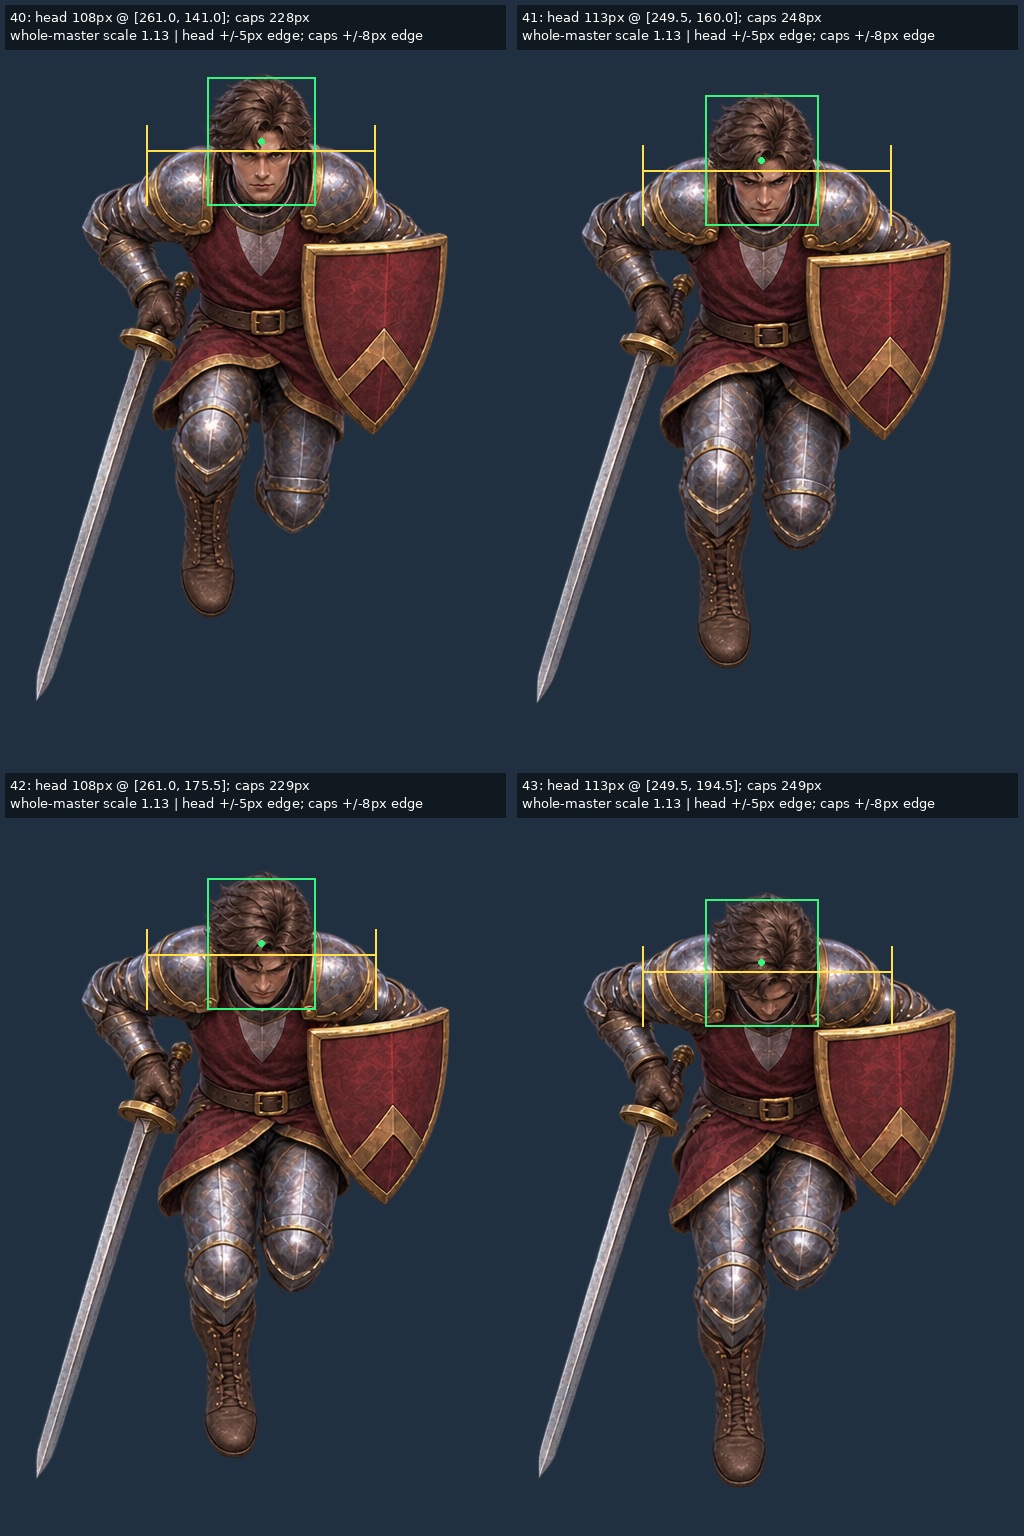 40: head 108px @ [261.0, 141.0]; caps 228px
whole-master scale 1.13 | head +/-5px edge; caps +/-8px edge
41: head 113px @ [249.5, 160.0]; caps 248px
whole-master scale 1.13 | head +/-5px edge; caps +/-8px edge
42: head 108px @ [261.0, 175.5]; caps 229px
whole-master scale 1.13 | head +/-5px edge; caps +/-8px edge
43: head 113px @ [249.5, 194.5]; caps 249px
whole-master scale 1.13 | head +/-5px edge; caps +/-8px edge